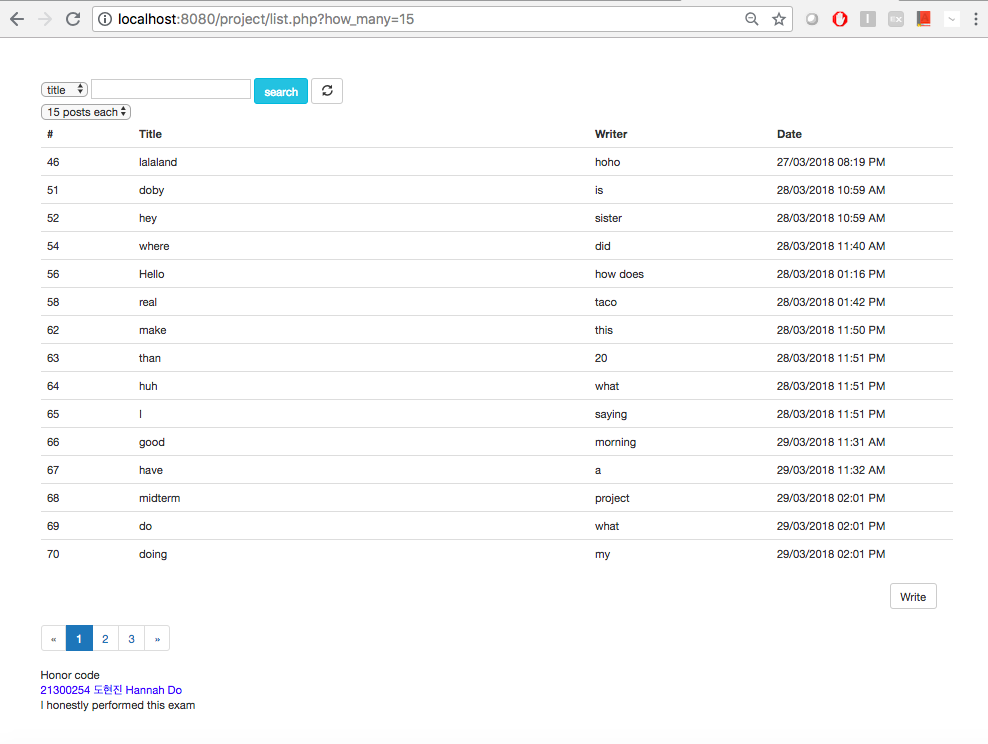 localhost:8080/project/list.php?how_many=15
title search
15 posts each
# Title Writer Date
46 lalaland hoho 27/03/2018 08:19 PM
51 doby is 28/03/2018 10:59 AM
52 hey sister 28/03/2018 10:59 AM
54 where did 28/03/2018 11:40 AM
56 Hello how does 28/03/2018 01:16 PM
58 real taco 28/03/2018 01:42 PM
62 make this 28/03/2018 11:50 PM
63 than 20 28/03/2018 11:51 PM
64 huh what 28/03/2018 11:51 PM
65 I saying 28/03/2018 11:51 PM
66 good morning 29/03/2018 11:31 AM
67 have a 29/03/2018 11:32 AM
68 midterm project 29/03/2018 02:01 PM
69 do what 29/03/2018 02:01 PM
70 doing my 29/03/2018 02:01 PM
Write
« 1 2 3 »
Honor code
21300254 도현진 Hannah Do
I honestly performed this exam